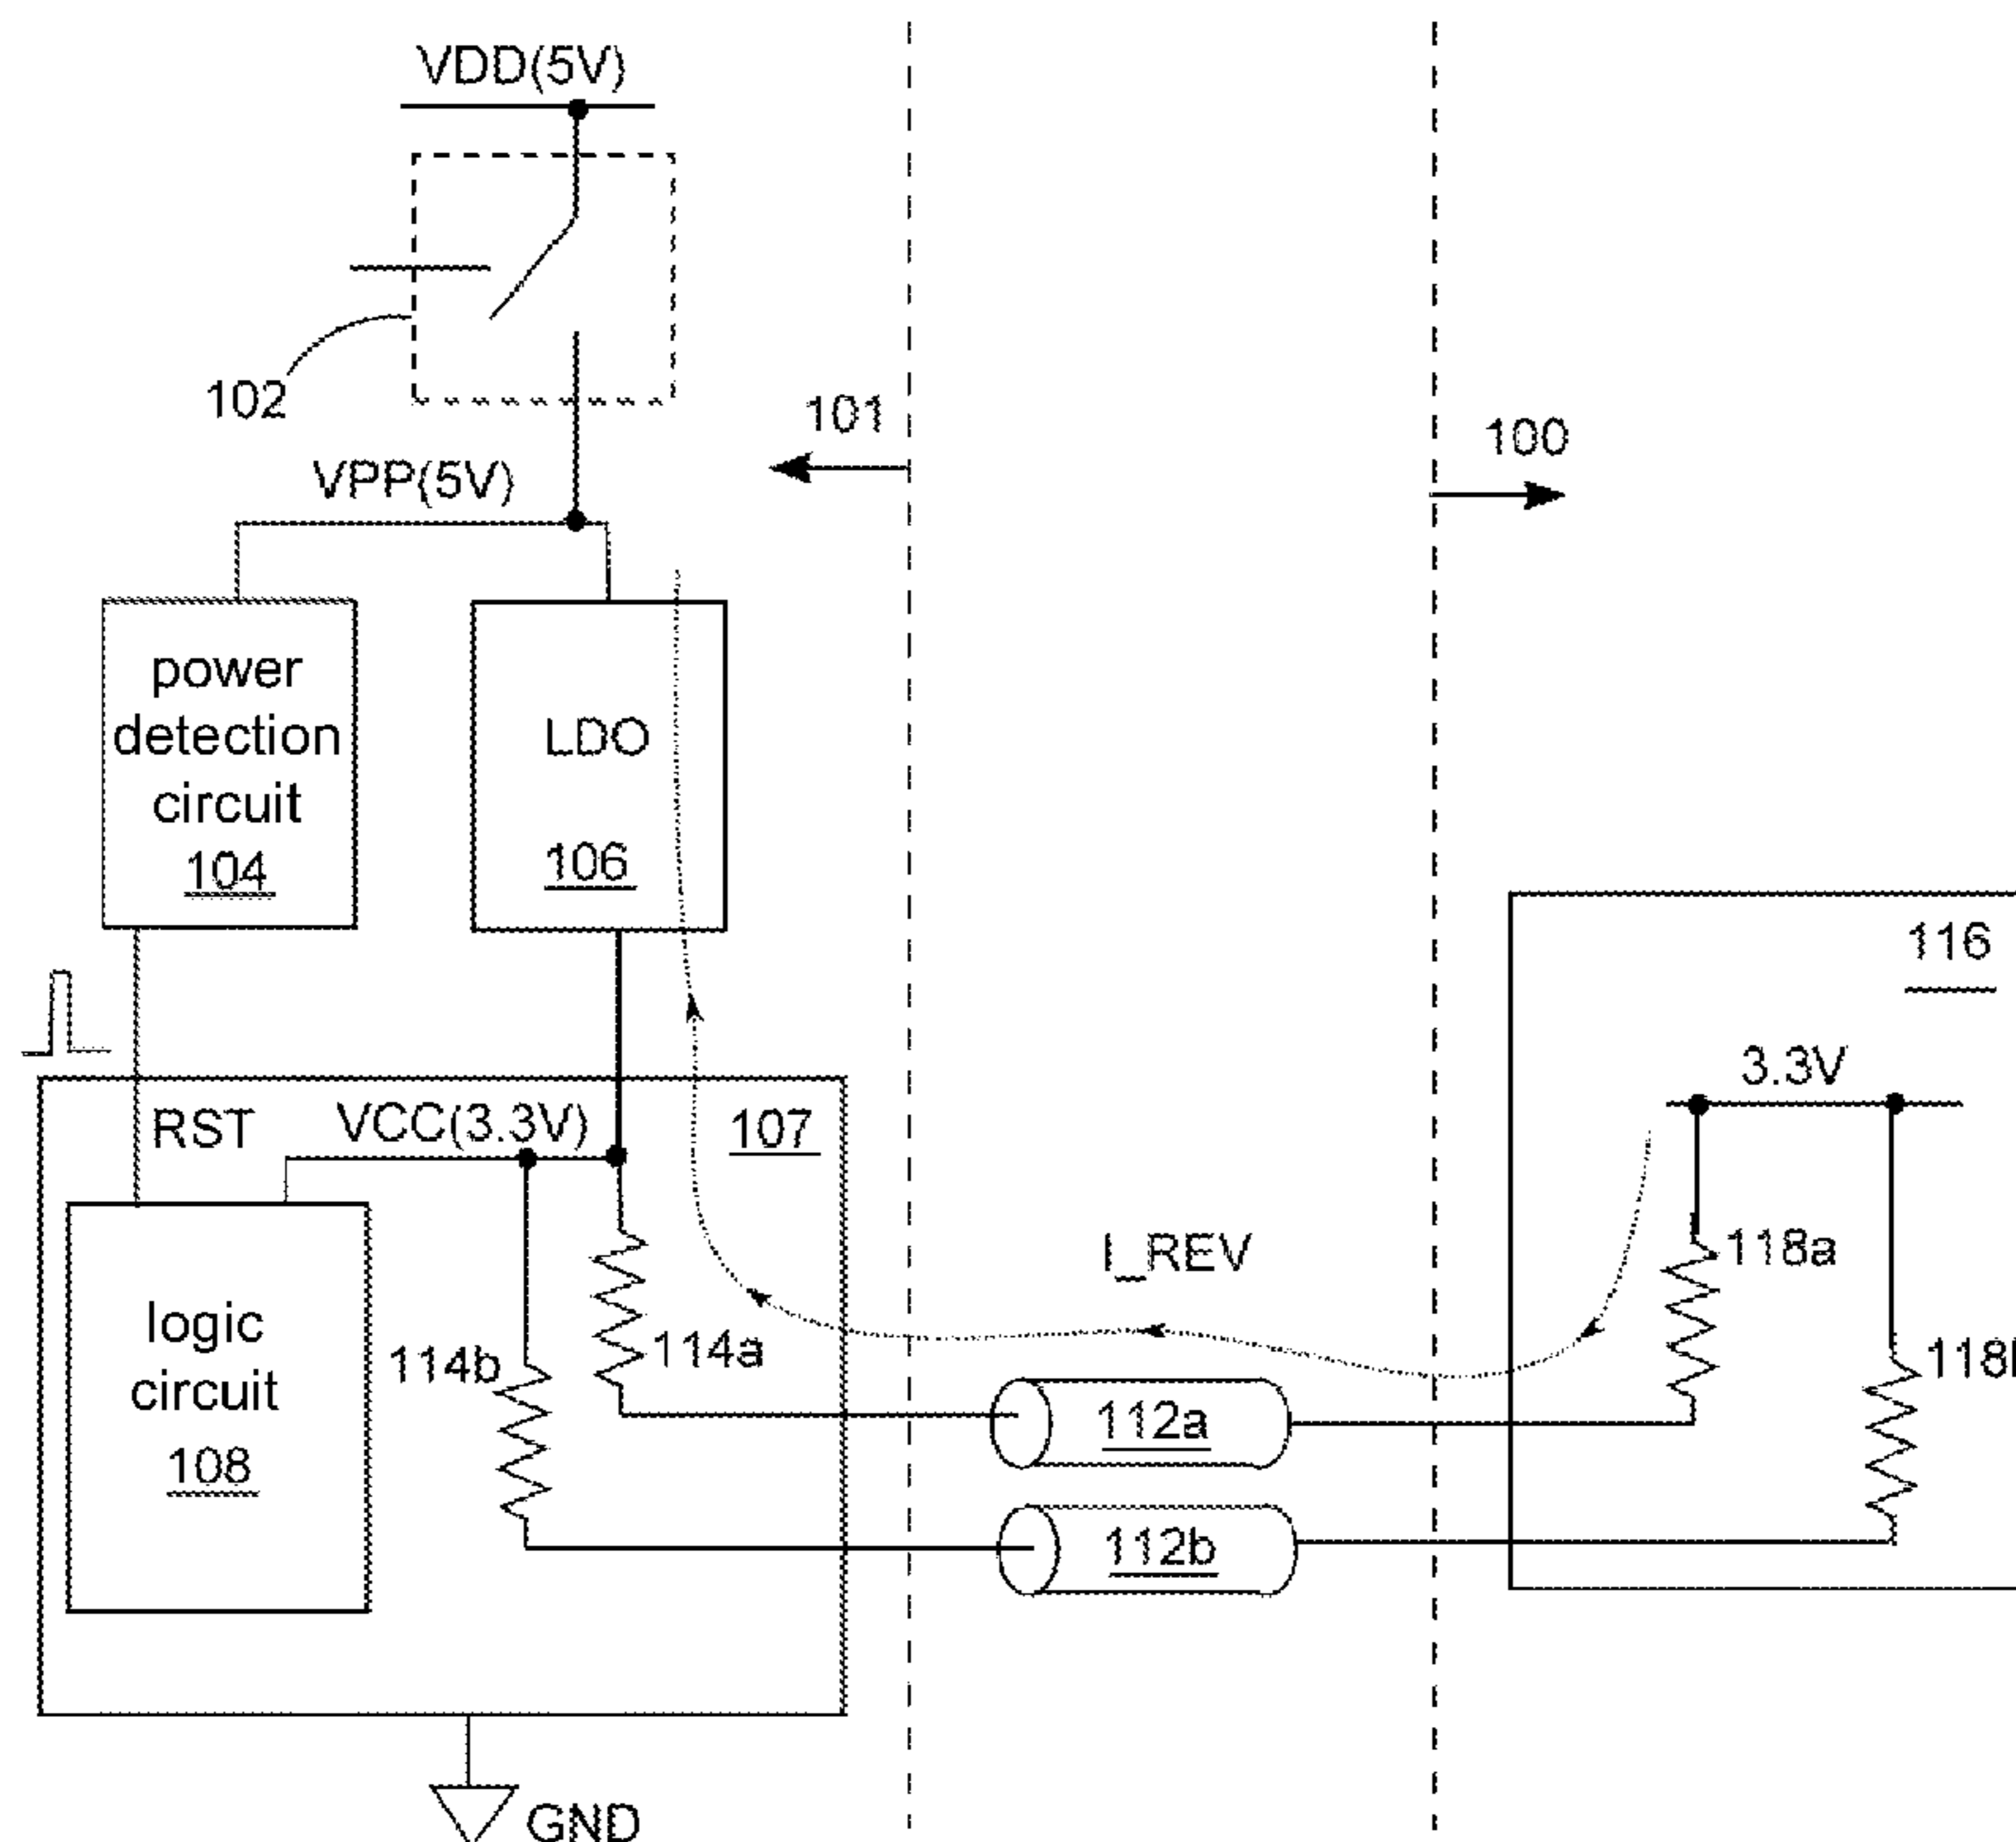 VDD(5V)
102
101
100
VPP(5V)
power
detection
circuit
104
LDO
106
116
3.3V
RST
VCC(3.3V)
107
I_REV
118a
logic
circuit
108
114b
114a
112a
112b
GND